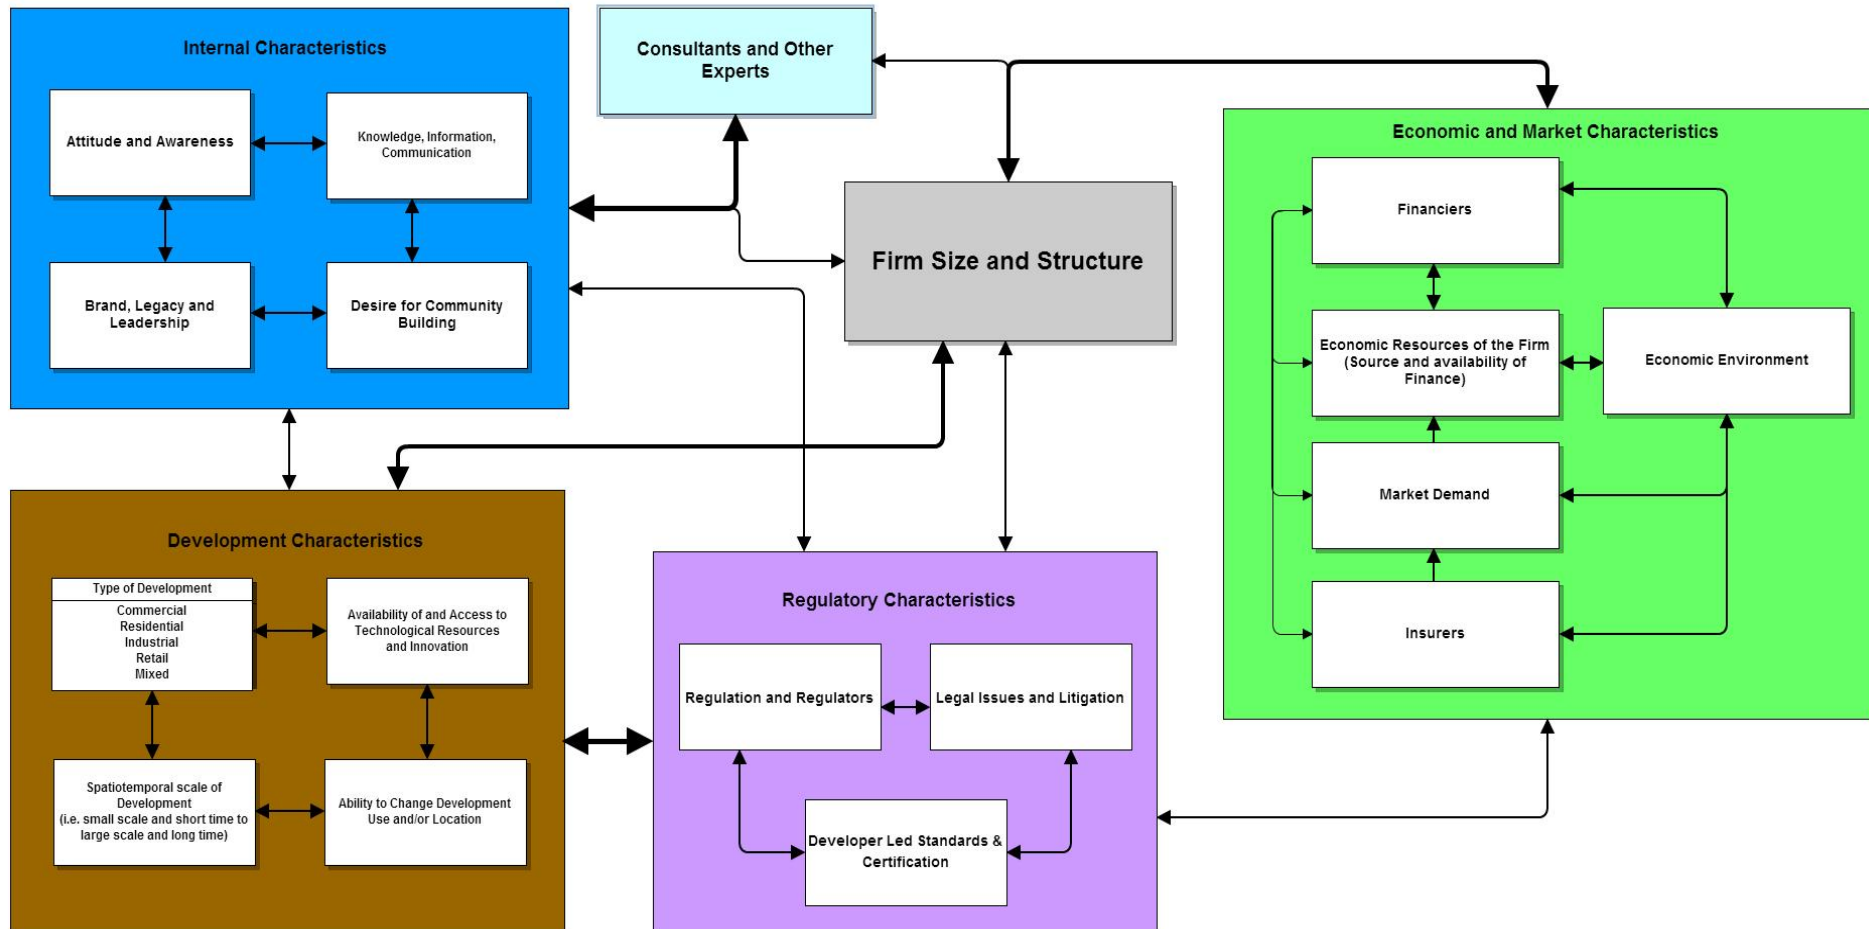 Internal Characteristics
Attitude and Awareness
Knowledge, Information,
Communication
Brand, Legacy and
Leadership
Desire for Community
Building
Consultants and Other
Experts
Firm Size and Structure
Economic and Market Characteristics
Financiers
Economic Resources of the Firm
(Source and availability of
Finance)
Economic Environment
Market Demand
Insurers
Development Characteristics
Type of Development
Commercial
Residential
Industrial
Retail
Mixed
Availability of and Access to
Technological Resources
and Innovation
Spatiotemporal scale of
Development
(i.e. small scale and short time to
large scale and long time)
Ability to Change Development
Use and/or Location
Regulatory Characteristics
Regulation and Regulators
Legal Issues and Litigation
Developer Led Standards &
Certification